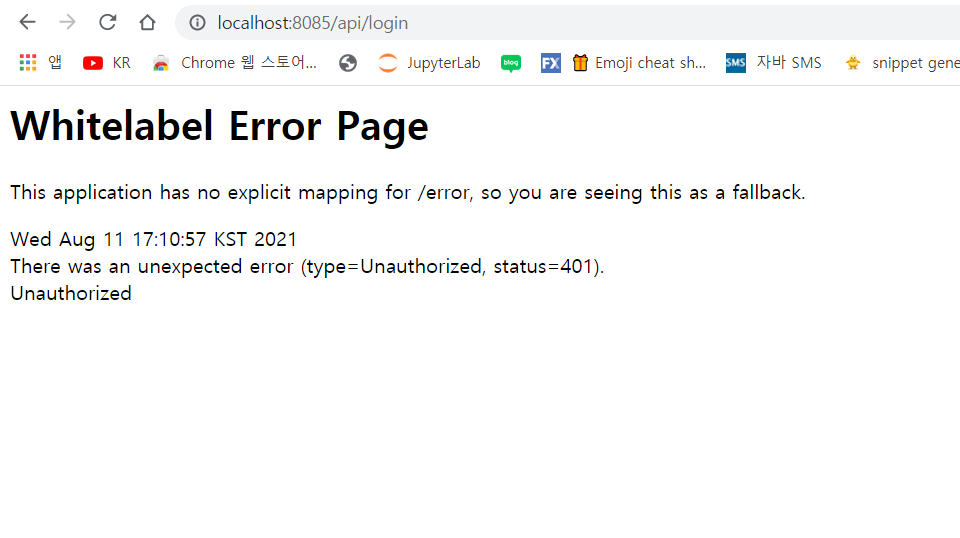 localhost:8085/api/login
앱 KR Chrome 웹 스토어... JupyterLab blog FX Emoji cheat sh... SMS 자바 SMS snippet gene
Whitelabel Error Page
This application has no explicit mapping for /error, so you are seeing this as a fallback.
Wed Aug 11 17:10:57 KST 2021
There was an unexpected error (type=Unauthorized, status=401).
Unauthorized